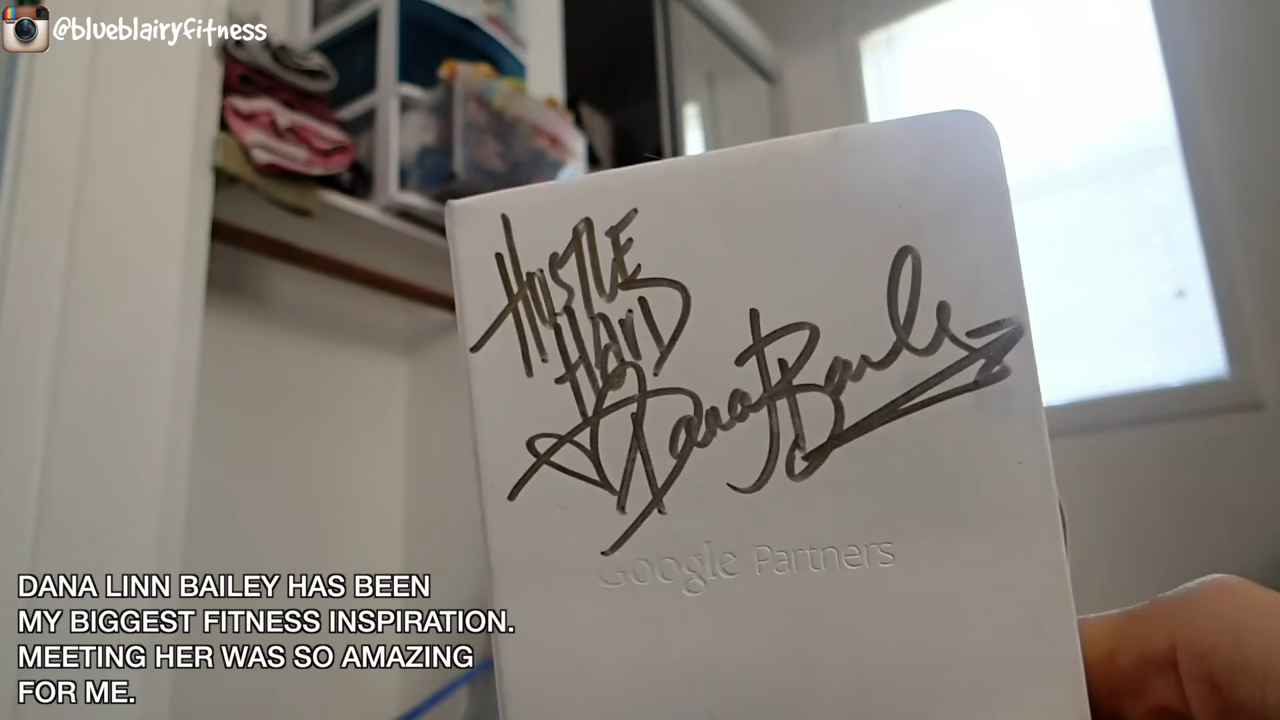 @blueblairyfitness
HUSTLE
HARD
Dana Bailey
Google Partners
DANA LINN BAILEY HAS BEEN
MY BIGGEST FITNESS INSPIRATION.
MEETING HER WAS SO AMAZING
FOR ME.